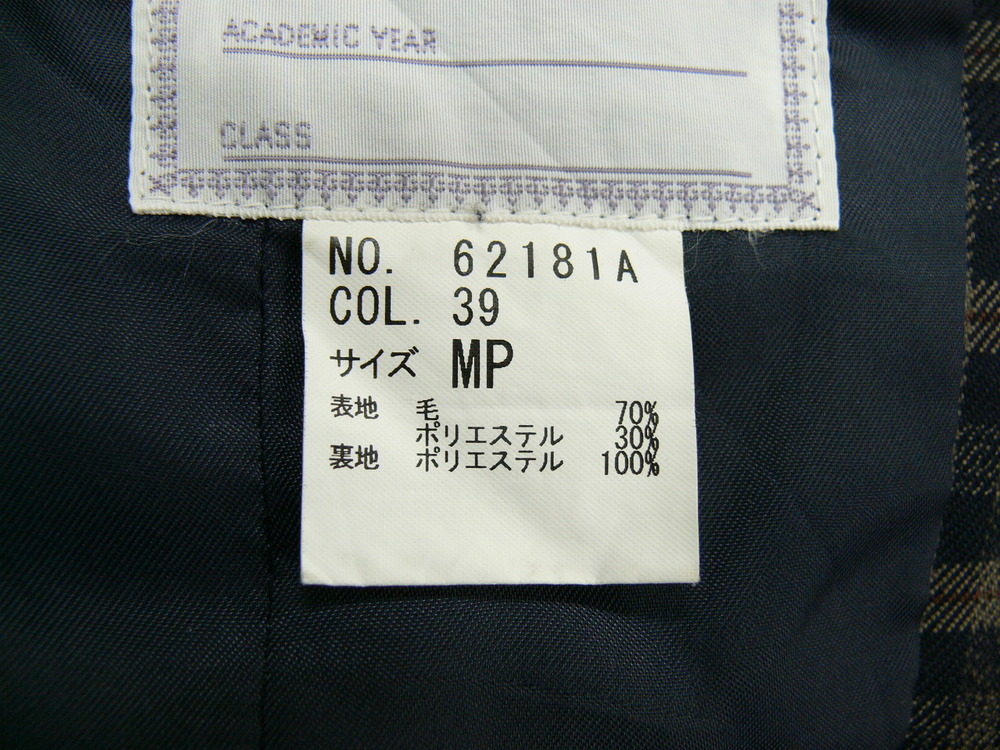 ACADEMIC YEAR
CLASS
NO. 62181A
COL. 39
サイズ MP
表地 毛 70%
ポリエステル 30%
裏地 ポリエステル 100%